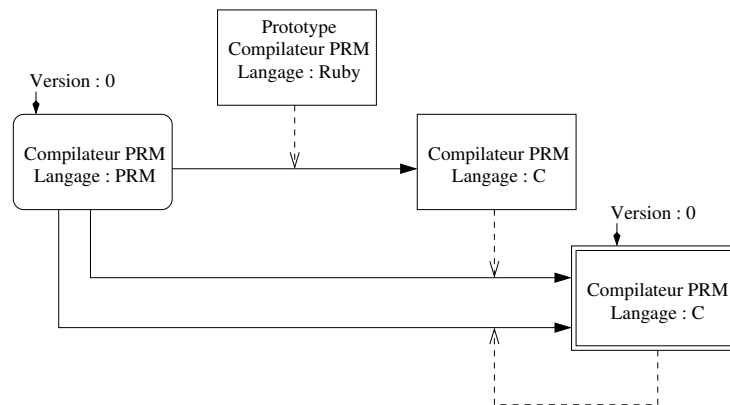 Prototype
Compilateur PRM
Langage : Ruby
Version : 0
Compilateur PRM
Langage : PRM
Compilateur PRM
Langage : C
Version : 0
Compilateur PRM
Langage : C